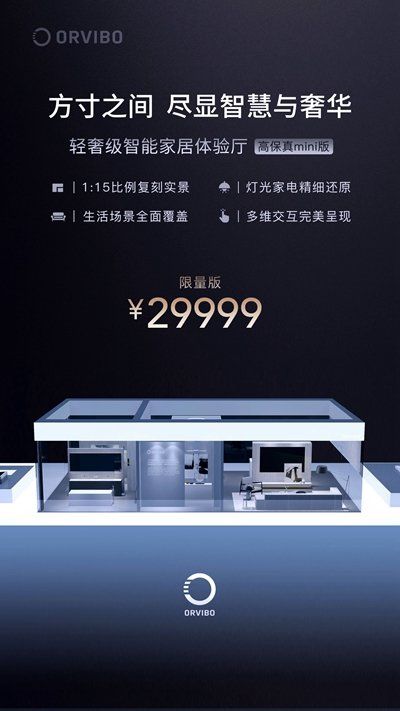 ORVIBO
方寸之间 尽显智慧与奢华
轻奢级智能家居体验厅 高保真mini版
1:15比例复刻实景
灯光家电精细还原
生活场景全面覆盖
多维交互完美呈现
限量版
¥29999
ORVIBO